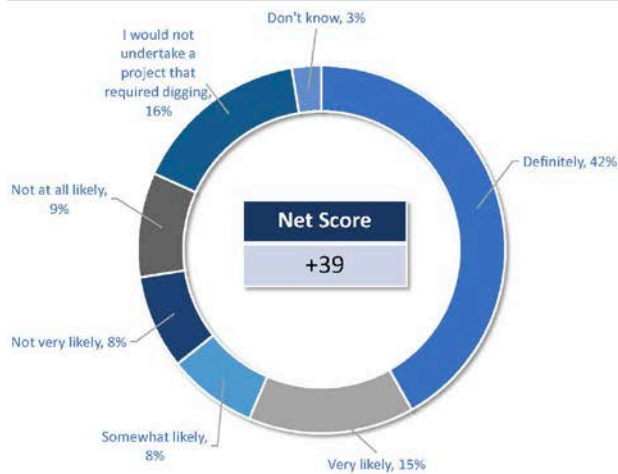 Don't know, 3%
I would not
undertake a
project that
required digging,
16%
Definitely, 42%
Not at all likely,
9%
Net Score
+39
Not very likely, 8%
Somewhat likely,
8%
Very likely, 15%